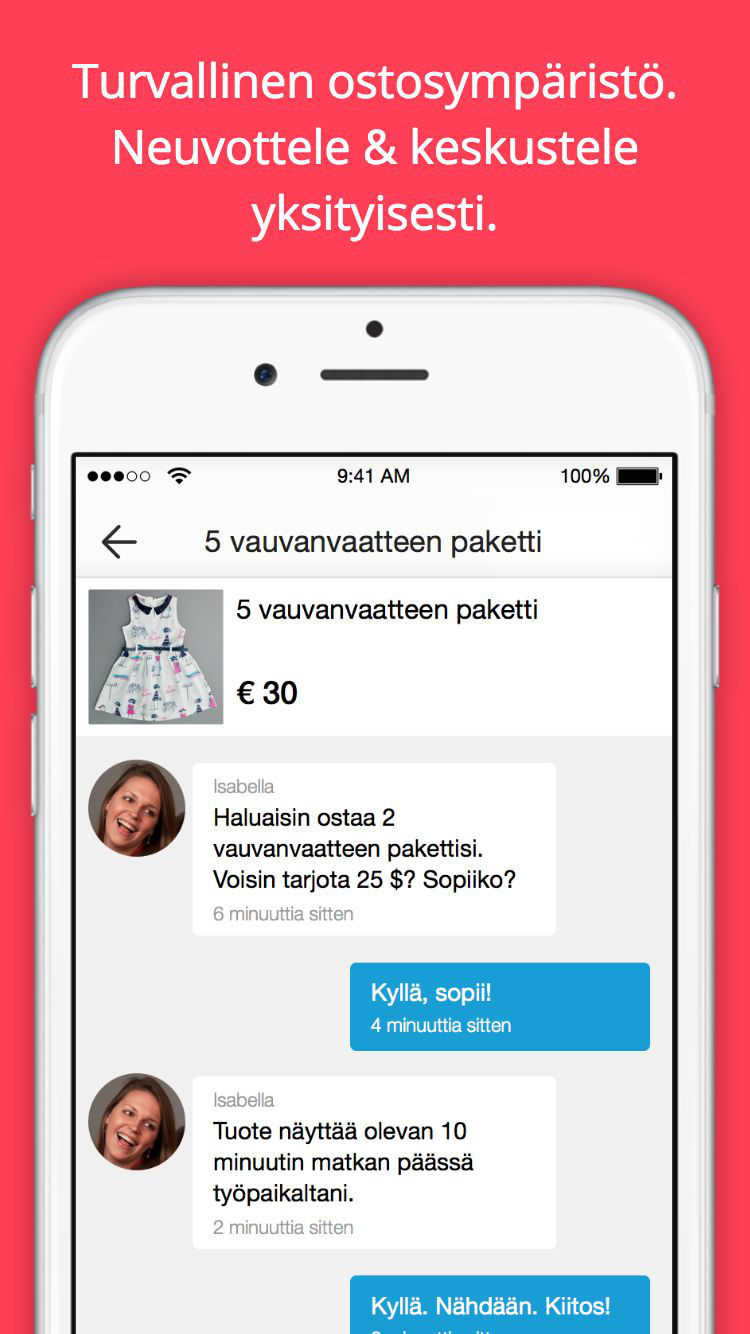 Turvallinen ostosympäristö.
Neuvottele & keskustele
yksityisesti.
9:41 AM
100%
5 vauvanvaatteen paketti
5 vauvanvaatteen paketti
€ 30
Isabella
Haluaisin ostaa 2
vauvanvaatteen pakettisi.
Voisin tarjota 25 $? Sopiiko?
6 minuuttia sitten
Kyllä, sopii!
4 minuuttia sitten
Isabella
Tuote näyttää olevan 10
minuutin matkan päässä
työpaikaltani.
2 minuuttia sitten
Kyllä. Nähdään. Kiitos!